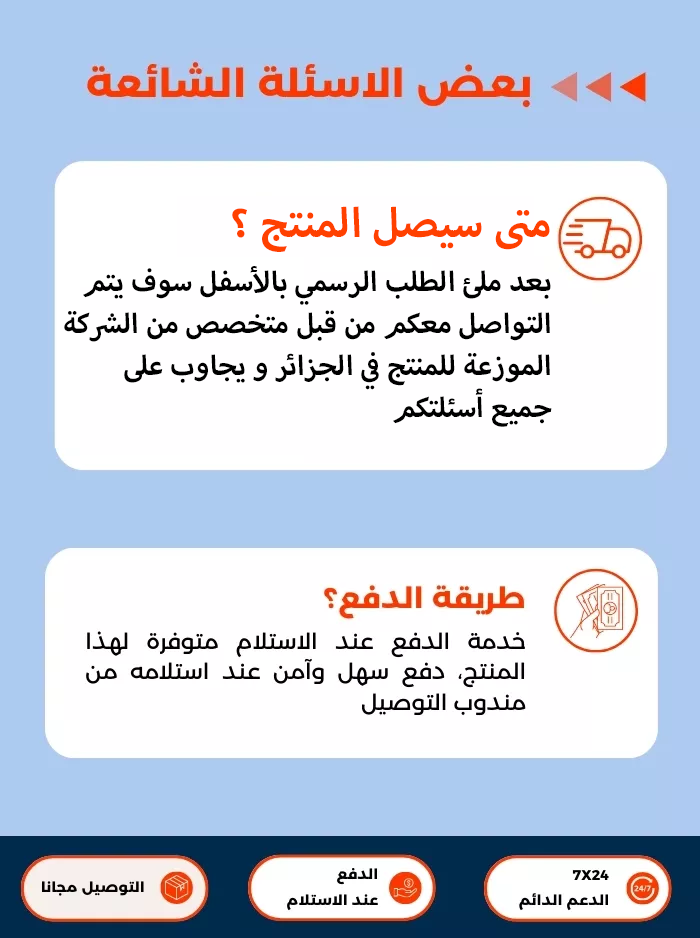 بعض الاسئلة الشائعة
متى سيصل المنتج ؟
بعد ملئ الطلب الرسمي بالأسفل سوف يتم
التواصل معكم من قبل متخصص من الشركة
الموزعة للمنتج في الجزائر و يجاوب على
جميع أسئلتكم
طريقة الدفع؟
خدمة الدفع عند الاستلام متوفرة لهذا
المنتج، دفع سهل وآمن عند استلامه من
مندوب التوصيل
7X24
الدعم الدائم
24/7
الدفع
عند الاستلام
التوصيل مجانا